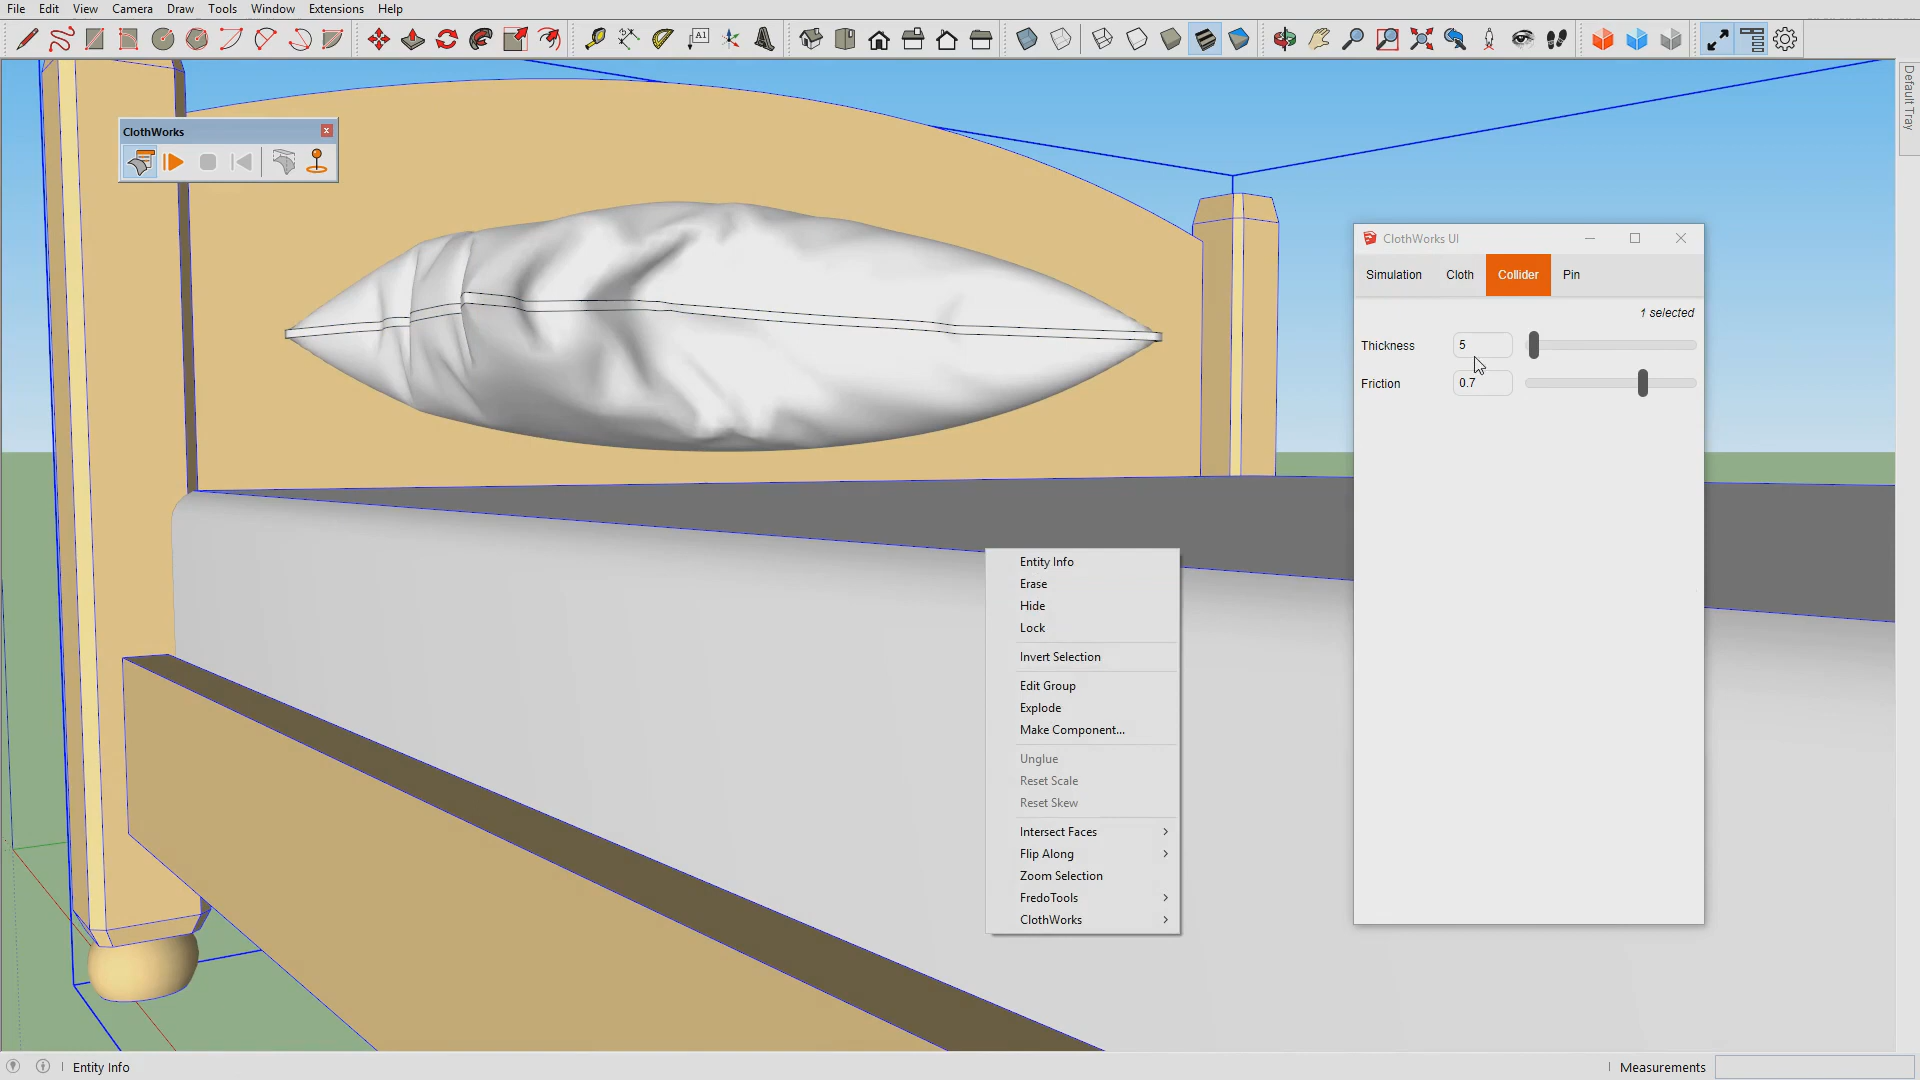 File Edit View Camera Draw Tools Window Extensions Help
A1
Default Tray
ClothWorks
ClothWorks UI
Simulation Cloth Collider Pin
1 selected
Thickness 5
Friction 0.7
Entity Info
Erase
Hide
Lock
Invert Selection
Edit Group
Explode
Make Component...
Unglue
Reset Scale
Reset Skew
Intersect Faces
Flip Along
Zoom Selection
FredoTools
ClothWorks
Entity Info
Measurements